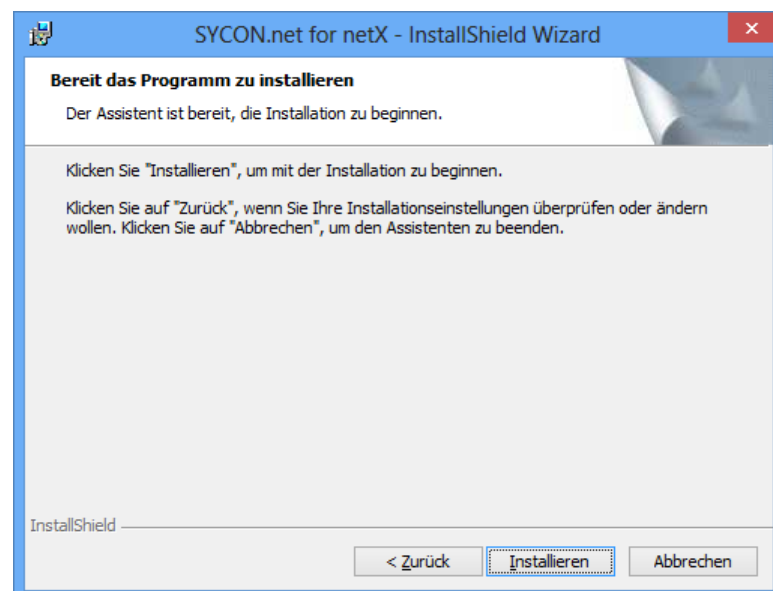 SYCON.net for netX - InstallShield Wizard
Bereit das Programm zu installieren
Der Assistent ist bereit, die Installation zu beginnen.
Klicken Sie "Installieren", um mit der Installation zu beginnen.
Klicken Sie auf "Zurück", wenn Sie Ihre Installationseinstellungen überprüfen oder ändern
wollen. Klicken Sie auf "Abbrechen", um den Assistenten zu beenden.
InstallShield
< Zurück Installieren Abbrechen